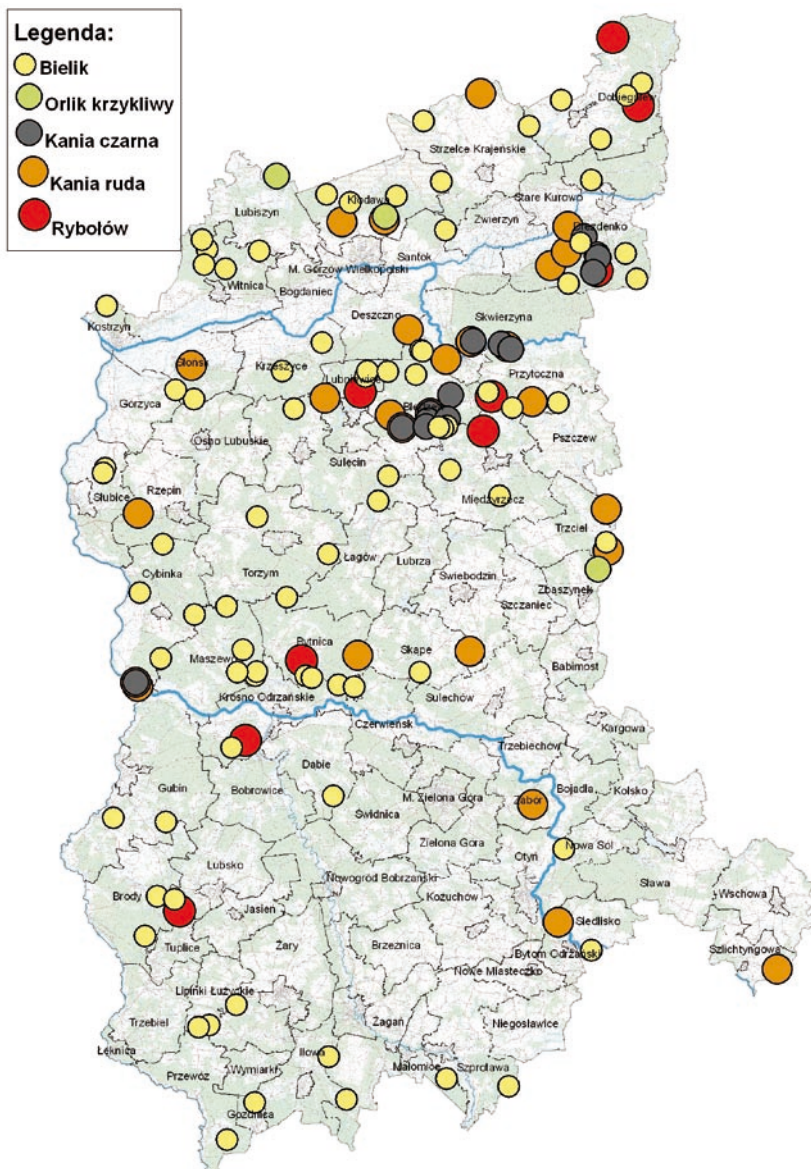 Legenda:
Bielik
Orlik krzykliwy
Kania czarna
Kania ruda
Rybołów
Strzelce Krajeńskie
Kłodawa
Stare Kurowo
Lubiszyn
Zwierzyn
Drezdenko
Santok
M. Gorzów Wielkopolski
Witnica
Bogdaniec
Kostrzyn
Deszczno
Skwierzyna
Słonsk
Krzeszyce
Przytoczna
Górzyca
Pszczew
Ośno Lubuskie
Sulęcin
Rzepin
Słubice
Międzyrzecz
Trzciel
Łagów
Lubrza
Cybinka
Torzym
Świebodzin
Zbąszynek
Szczaniec
Bytnica
Skąpe
Maszewo
Babimost
Krosno Odrzańskie
Sulechów
Czerwieńsk
Kargowa
Trzebiechów
Dąbie
Gubin
Bobrowice
M. Zielona Góra
Zabór
Bojadła
Kolsko
Świdnica
Zielona Góra
Nowa Sól
Otyń
Lubsko
Nowogród Bobrzański
Sława
Kożuchów
Wschowa
Brody
Jasień
Siedlisko
Tuplice
Żary
Brzeźnica
Bytom Odrzański
Szlichtyngowa
Nowe Miasteczko
Lipinki Łużyckie
Trzebiel
Żagań
Niegosławice
Łęknica
Iłowa
Przewóz
Wymiarki
Małomice
Szprotawa
Gozdnica